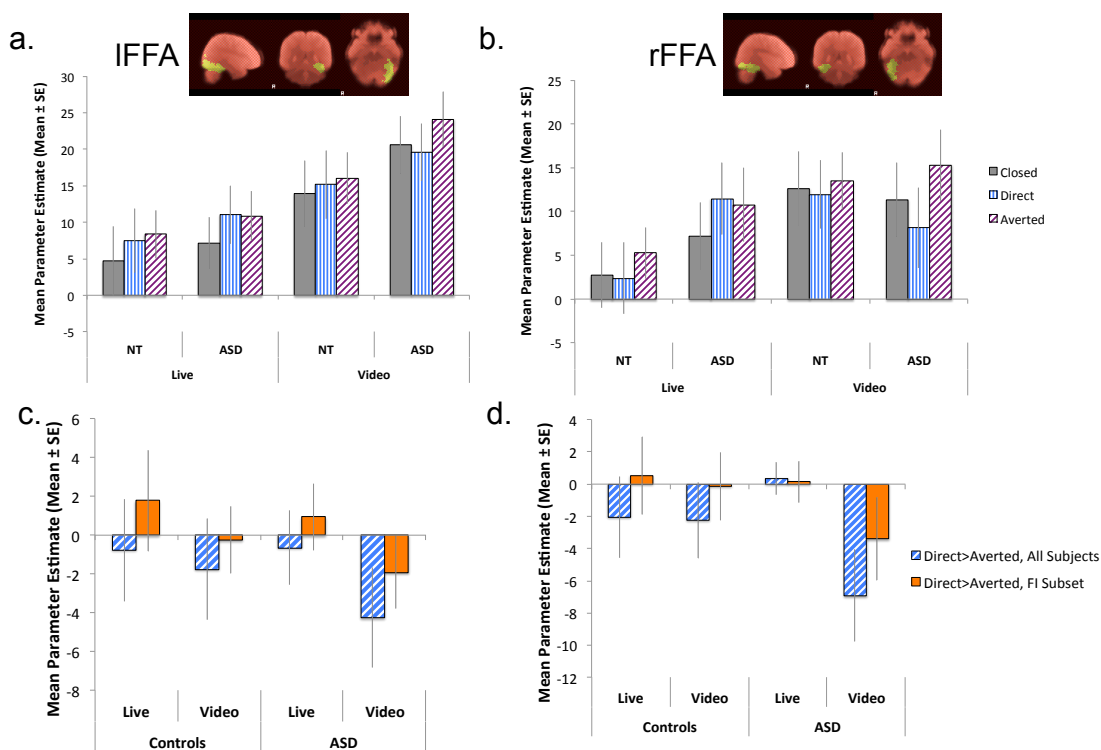 a.
lFFA
R
R
Mean Parameter Estimate (Mean ± SE)
30
25
20
15
10
5
0
-5
NT
ASD
NT
ASD
Live
Video
b.
rFFA
R
R
Mean Parameter Estimate (Mean ± SE)
25
20
15
10
5
0
-5
NT
ASD
NT
ASD
Live
Video
Closed
Direct
Averted
c.
Mean Parameter Estimate (Mean ± SE)
6
4
2
0
-2
-4
-6
-8
Live
Video
Live
Video
Controls
ASD
d.
Mean Parameter Estimate (Mean ± SE)
4
2
0
-2
-4
-6
-8
-10
-12
Live
Video
Live
Video
Controls
ASD
Direct>Averted, All Subjects
Direct>Averted, FI Subset